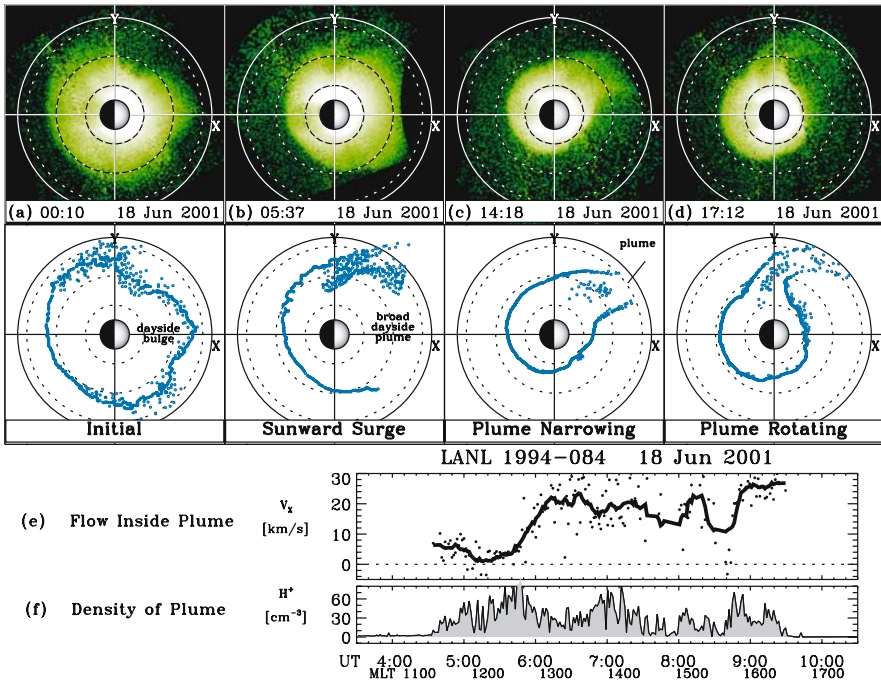 Y Y Y Y
X X X X
(a) 00:10 18 Jun 2001
(b) 05:37 18 Jun 2001
(c) 14:18 18 Jun 2001
(d) 17:12 18 Jun 2001
Y Y Y Y
dayside
bulge
broad
dayside
plume
plume
X X X X
Initial
Sunward Surge
Plume Narrowing
Plume Rotating
LANL 1994-084 18 Jun 2001
(e) Flow Inside Plume
Vx
[km/s]
30
20
10
0
(f) Density of Plume
H+
[cm-3]
60
30
0
UT 4:00 5:00 6:00 7:00 8:00 9:00 10:00
MLT 1100 1200 1300 1400 1500 1600 1700